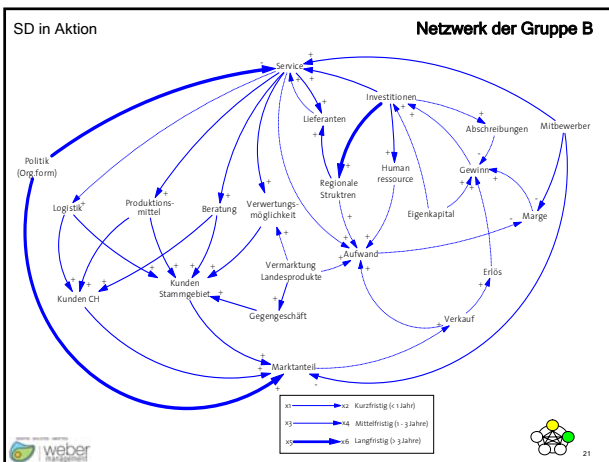 SD in Aktion
Netzwerk der Gruppe B
Service
Investitionen
Lieferanten
Abschreibungen
Mitbewerber
Politik
(Org.form)
Human
ressource
Gewinn
Regionale
Struktren
Logistik
Produktions-
mittel
Beratung
Verwertungs-
möglichkeit
Eigenkapital
Marge
Aufwand
Vermarktung
Landesprodukte
Erlös
Kunden CH
Kunden
Stammgebiet
Gegengeschäft
Verkauf
Marktanteil
x1 x2 Kurzfristig (< 1 Jahre)
x3 x4 Mittelfristig (1 - 3 Jahre)
x5 x6 Langfristig (> 3 Jahre)
weber
management
21